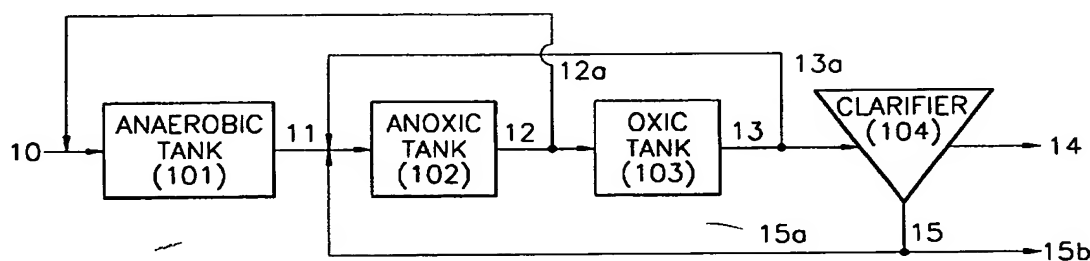 12a
13a
10
ANAEROBIC
TANK
(101)
11
ANOXIC
TANK
(102)
12
OXIC
TANK
(103)
13
CLARIFIER
(104)
14
15a
15
15b